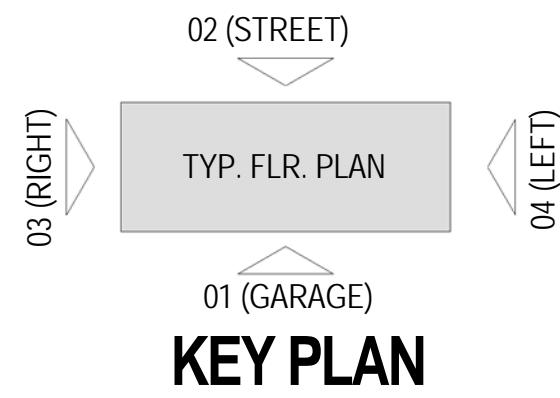 02 (STREET)
03 (RIGHT)
TYP. FLR. PLAN
04 (LEFT)
01 (GARAGE)
KEY PLAN